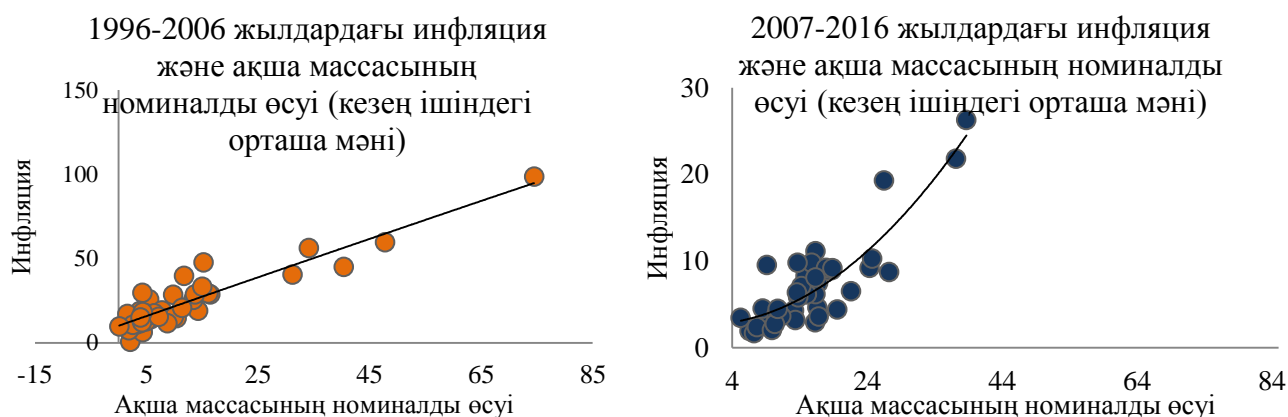 1996-2006 жылдардағы инфляция
және ақша массасының
номиналды өсуі (кезең ішіндегі
орташа мәні)
150
100
50
0
Инфляция
-15 5 25 45 65 85
Ақша массасының номиналды өсуі
2007-2016 жылдардағы инфляция
және ақша массасының номиналды
өсуі (кезең ішіндегі орташа мәні)
30
20
10
0
Инфляция
4 24 44 64 84
Ақша массасының номиналды өсуі